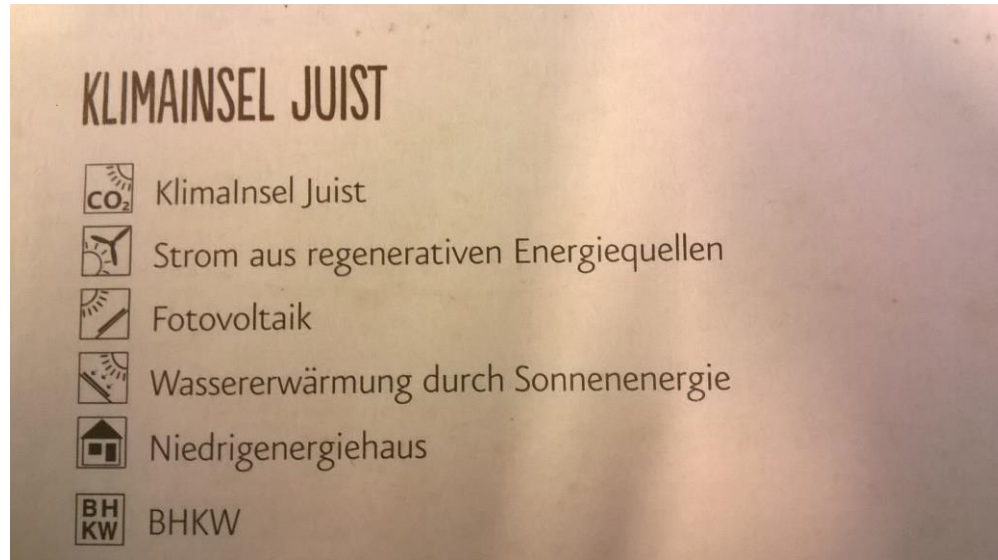 KLIMAINSEL JUIST
CO₂ KlimaInsel Juist
Strom aus regenerativen Energiequellen
Fotovoltaik
Wassererwärmung durch Sonnenenergie
Niedrigenergiehaus
BH
KW BHKW